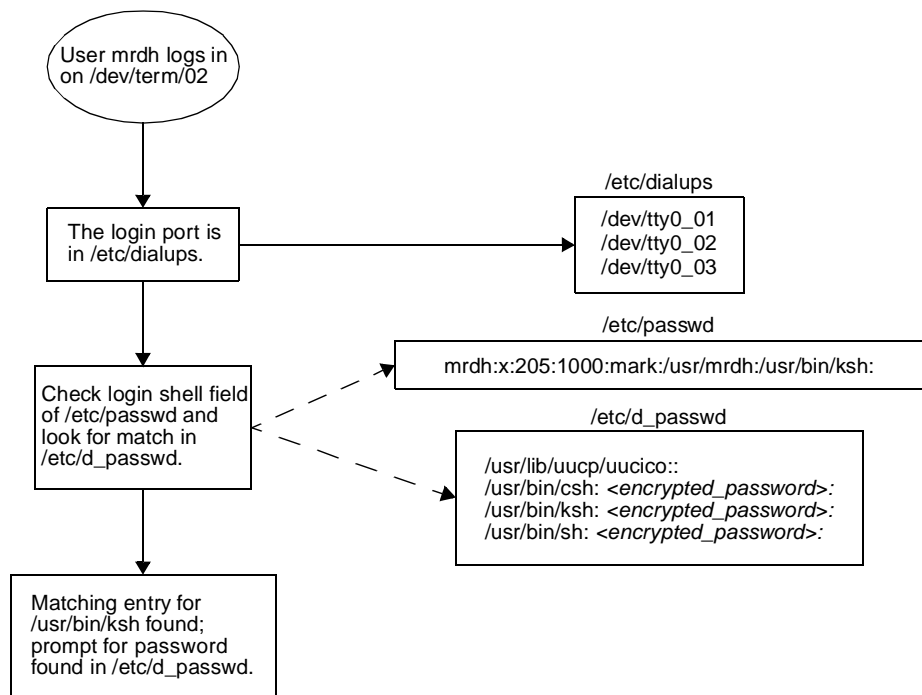 User mrdh logs in
on /dev/term/02
The login port is
in /etc/dialups.
/etc/dialups
/dev/tty0_01
/dev/tty0_02
/dev/tty0_03
/etc/passwd
mrdh:x:205:1000:mark:/usr/mrdh:/usr/bin/ksh:
Check login shell field
of /etc/passwd and
look for match in
/etc/d_passwd.
/etc/d_passwd
/usr/lib/uucp/uucico::
/usr/bin/csh: <encrypted_password>:
/usr/bin/ksh: <encrypted_password>:
/usr/bin/sh: <encrypted_password>:
Matching entry for
/usr/bin/ksh found;
prompt for password
found in /etc/d_passwd.